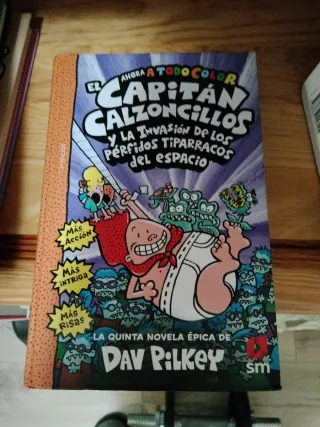 AHORA A TODO COLOR
EL
CAPITÁN
CALZONCILLOS
Y LA INVASIÓN DE LOS
PÉRFIDOS TIPARRACOS
DEL ESPACIO
MÁS
ACCIÓN
MÁS
INTRIGA
MÁS
RISAS
LA QUINTA NOVELA ÉPICA DE
DAV PILKEY
sm